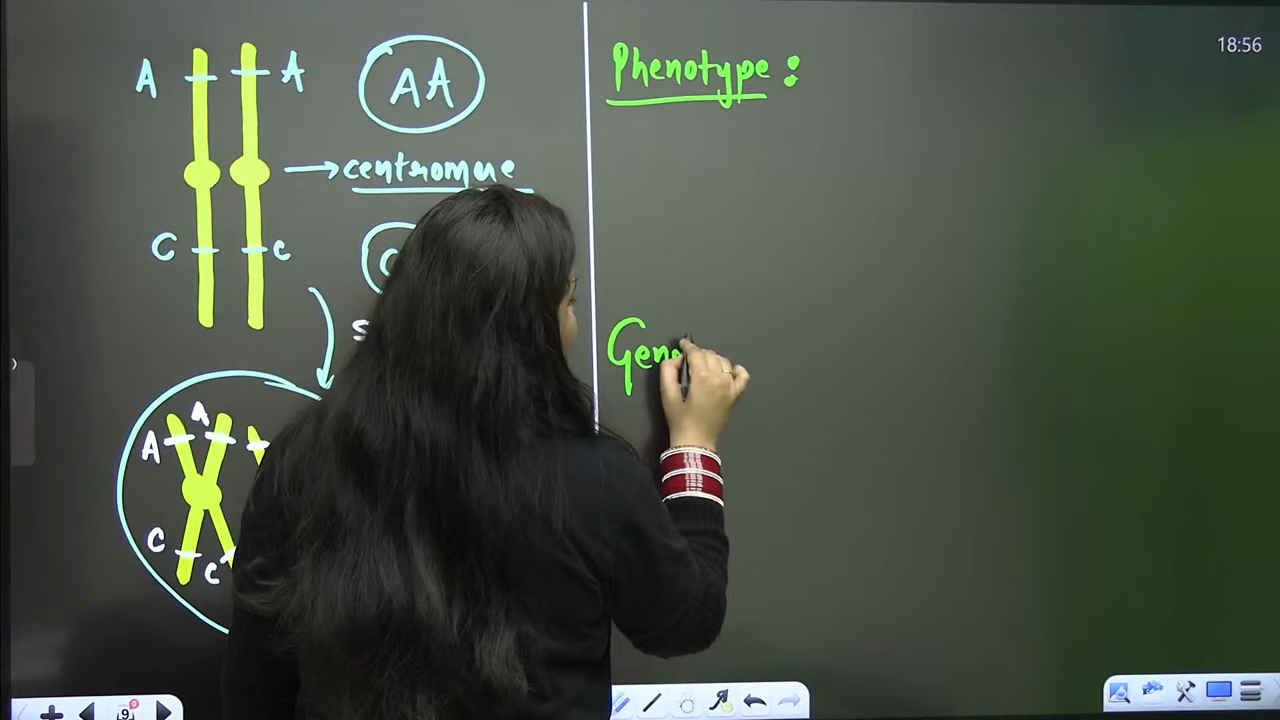 18:56
A A AA
centromere
C c
A A
C C
Phenotype :
Gen